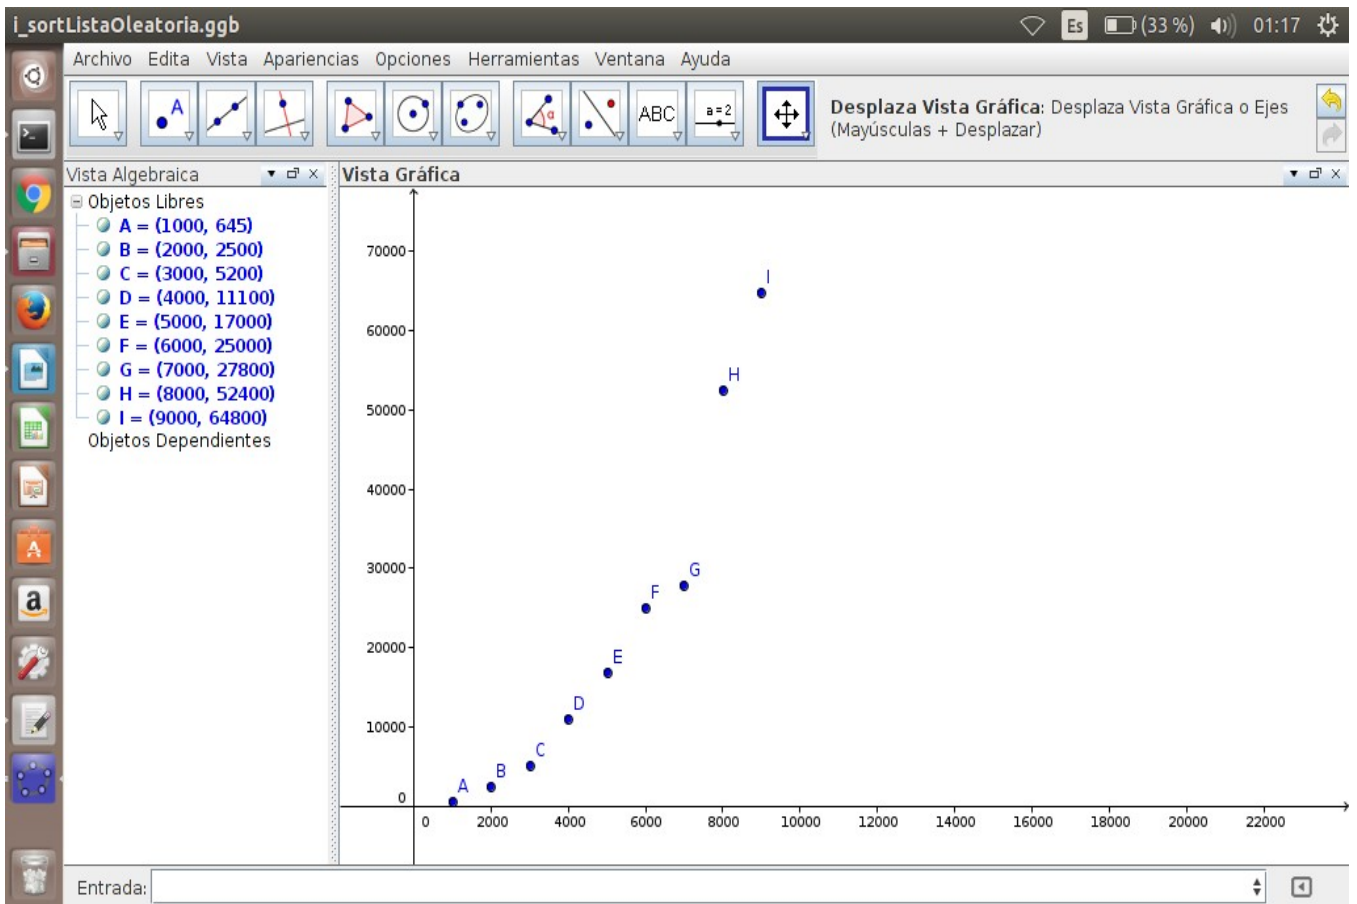 i_sortListaOleatoria.ggb
Es
(33 %)
01:17
Archivo Edita Vista Apariencias Opciones Herramientas Ventana Ayuda
A
α
ABC
a=2
Desplaza Vista Gráfica: Desplaza Vista Gráfica o Ejes
(Mayúsculas + Desplazar)
Vista Algebraica
Objetos Libres
A = (1000, 645)
B = (2000, 2500)
C = (3000, 5200)
D = (4000, 11100)
E = (5000, 17000)
F = (6000, 25000)
G = (7000, 27800)
H = (8000, 52400)
I = (9000, 64800)
Objetos Dependientes
Vista Gráfica
70000
60000
50000
40000
30000
20000
10000
0
I
H
G
F
E
D
C
B
A
0 2000 4000 6000 8000 10000 12000 14000 16000 18000 20000 22000
Entrada: